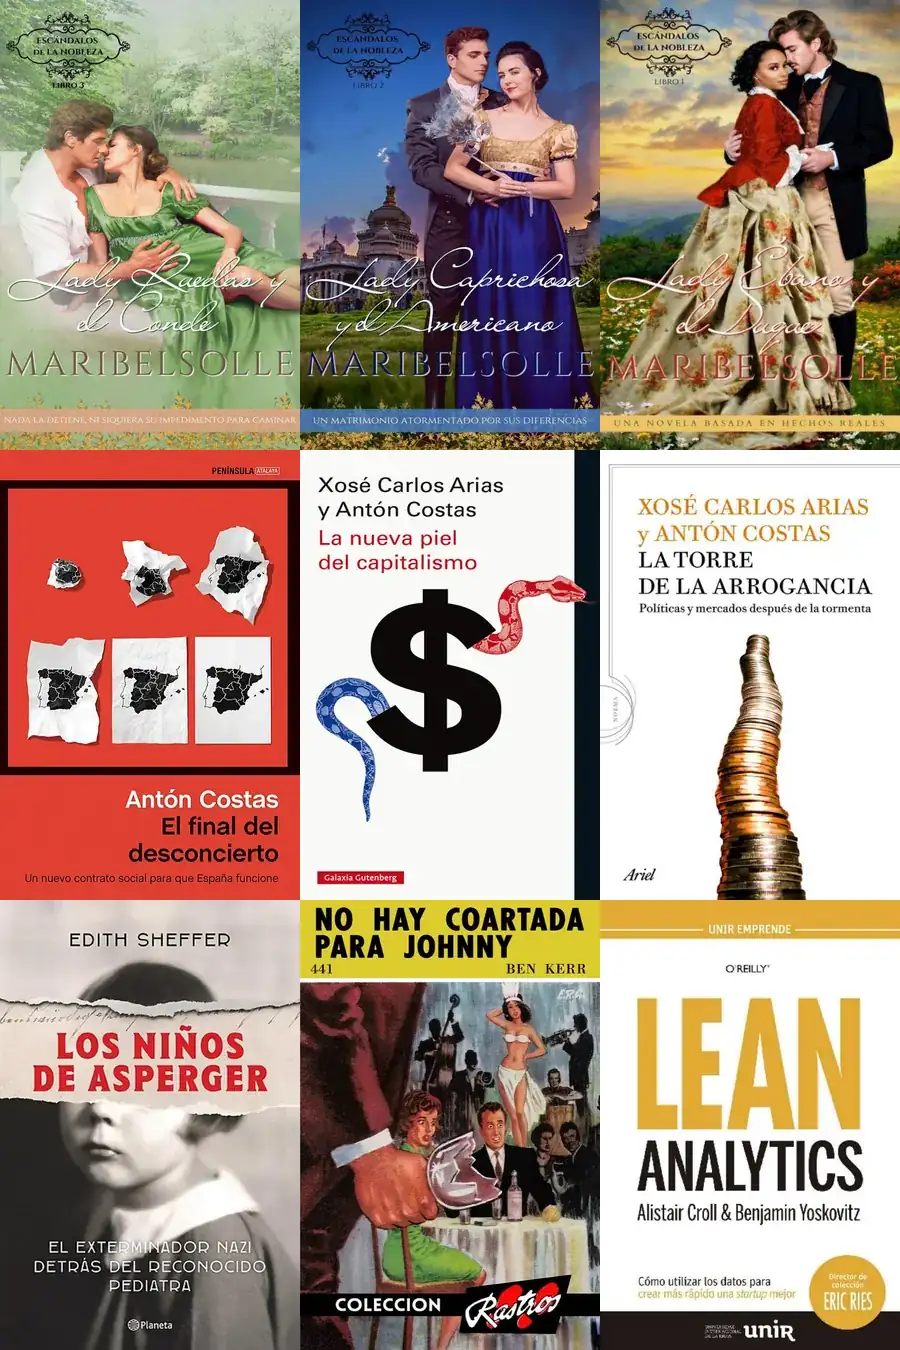 ESCÁNDALOS
DE LA NOBLEZA
LIBRO 3
Lady Ruedas y
el Conde
MARIBELSOLLE
NADA LA DETIENE, NI SIQUIERA SU IMPEDIMENTO PARA CAMINAR
ESCÁNDALOS
DE LA NOBLEZA
LIBRO 2
Lady Caprichosa
y el Americano
MARIBELSOLLE
UN MATRIMONIO ATORMENTADO POR SUS DIFERENCIAS
ESCÁNDALOS
DE LA NOBLEZA
LIBRO 1
Lady Ébano y
el Duque
MARIBELSOLLE
UNA NOVELA BASADA EN HECHOS REALES
PENÍNSULA ATALAYA
Antón Costas
El final del
desconcierto
Un nuevo contrato social para que España funcione
Xosé Carlos Arias
y Antón Costas
La nueva piel
del capitalismo
$
Galaxia Gutenberg
XOSÉ CARLOS ARIAS
y ANTÓN COSTAS
LA TORRE
DE LA ARROGANCIA
Políticas y mercados después de la tormenta
Ariel
EDITH SHEFFER
LOS NIÑOS
DE ASPERGER
EL EXTERMINADOR NAZI
DETRÁS DEL RECONOCIDO
PEDIATRA
Planeta
NO HAY COARTADA
PARA JOHNNY
441
BEN KERR
COLECCION
Rastros
UNIR EMPRENDE
O'REILLY
LEAN
ANALYTICS
Alistair Croll & Benjamin Yoskovitz
Cómo utilizar los datos para
crear más rápido una startup mejor
Director de
colección
ERIC RIES
unir